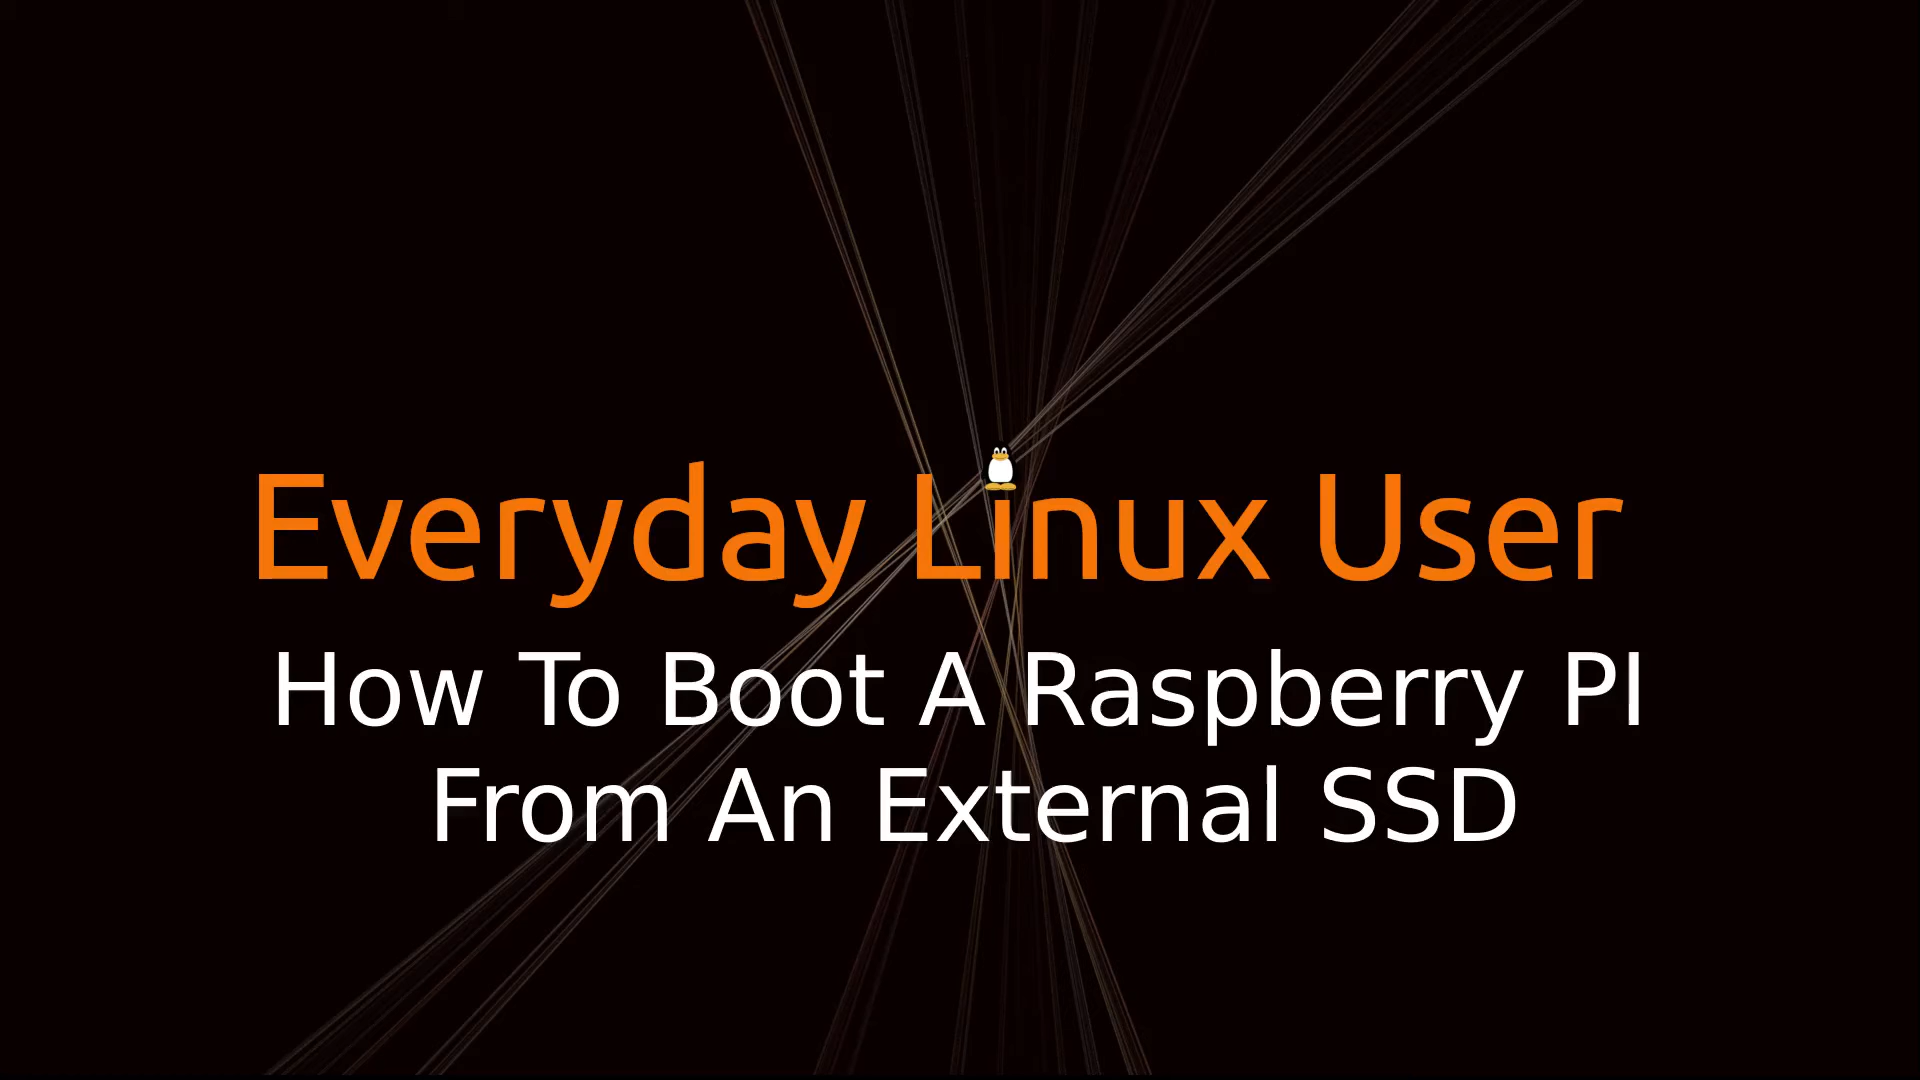 Everyday Linux User
How To Boot A Raspberry PI
From An External SSD